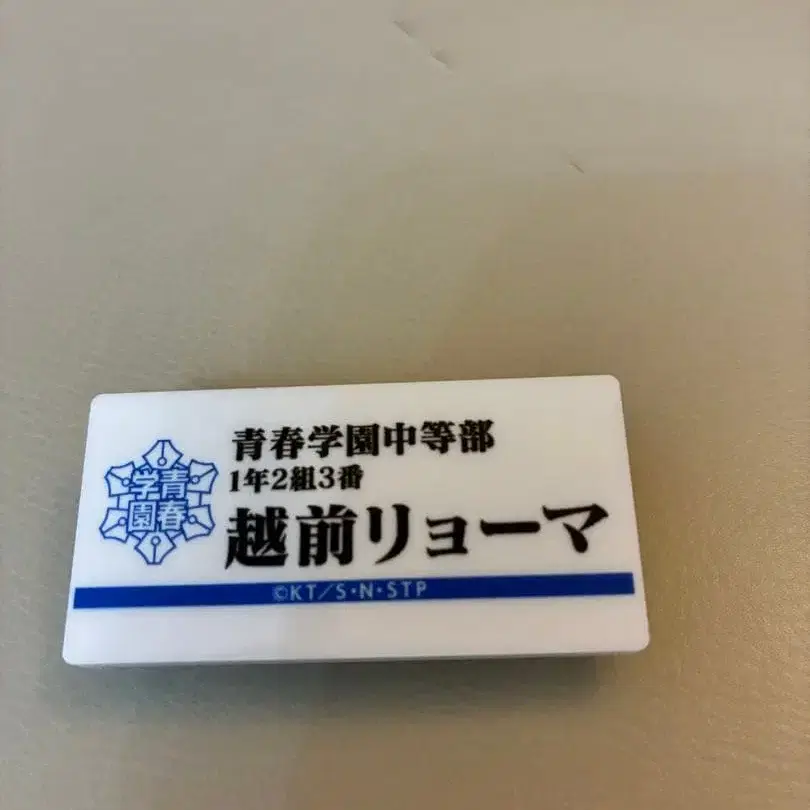 青春学園中等部
1年2組3番
越前リョーマ
青春
学園
©KT/S・N・STP